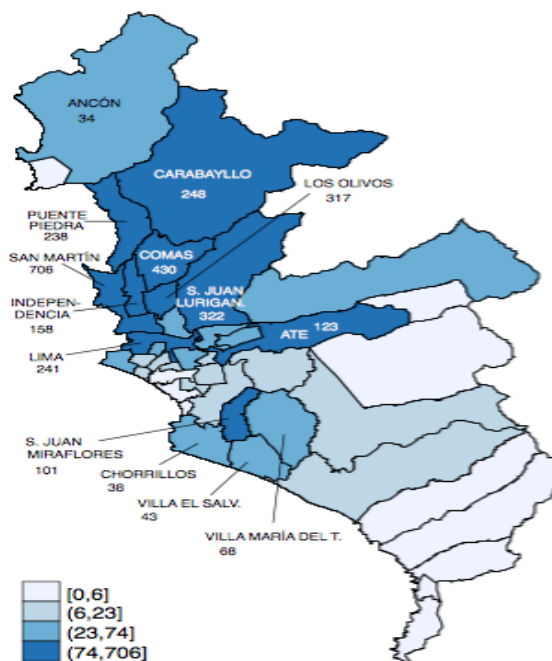 ANCÓN
34
CARABAYLLO
248
LOS OLIVOS
317
PUENTE
PIEDRA
238
COMAS
430
SAN MARTÍN
706
S. JUAN
LURIGAN.
322
INDEPEN-
DENCIA
158
ATE 123
LIMA
241
S. JUAN
MIRAFLORES
101
CHORRILLOS
38
VILLA EL SALV.
43
VILLA MARÍA DEL T.
68
[0,6]
(6,23]
(23,74]
(74,706]